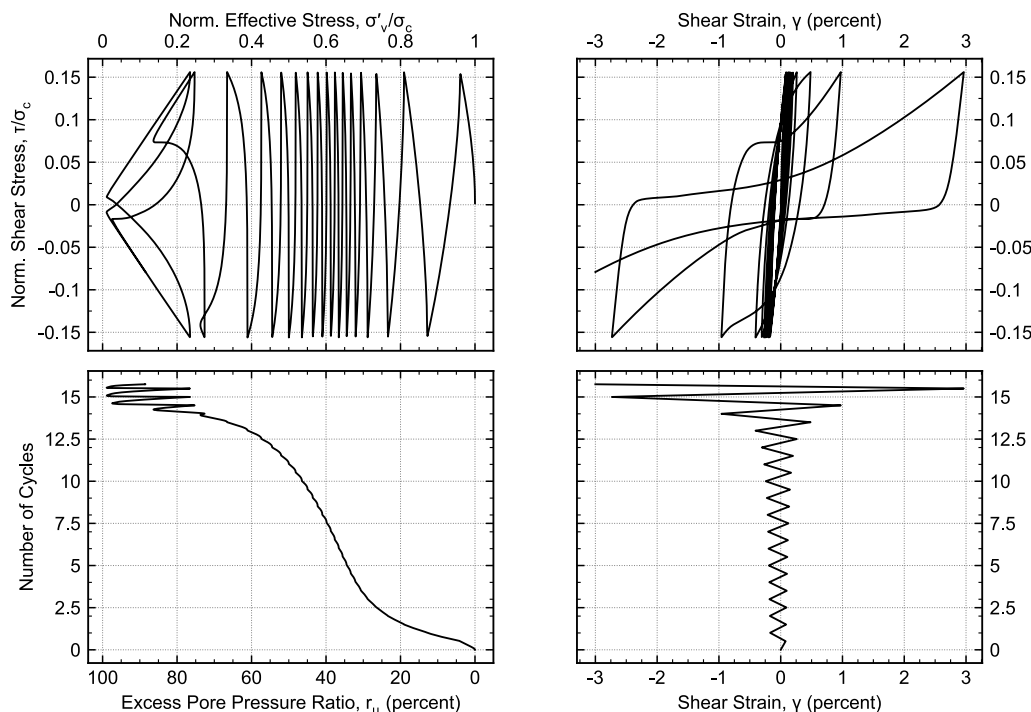 Norm. Effective Stress, σ′v/σc
Shear Strain, γ (percent)
0 0.2 0.4 0.6 0.8 1
-3 -2 -1 0 1 2 3
Norm. Shear Stress, τ/σc
0.15
0.1
0.05
0
-0.05
-0.1
-0.15
0.15
0.1
0.05
0
-0.05
-0.1
-0.15
Number of Cycles
15
12.5
10
7.5
5
2.5
0
15
12.5
10
7.5
5
2.5
0
100 80 60 40 20 0
-3 -2 -1 0 1 2 3
Excess Pore Pressure Ratio, ru (percent)
Shear Strain, γ (percent)